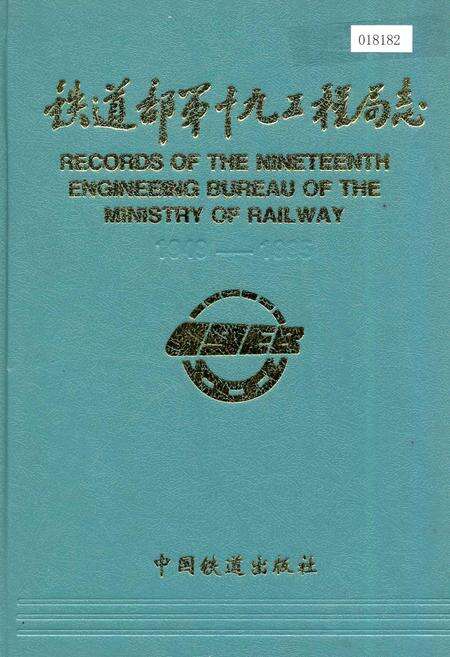 018182
铁道部第十九工程局志
RECORDS OF THE NINETEENTH
ENGINEEING BUREAU OF THE
MINISTRY OF RAILWAY
中国铁道出版社